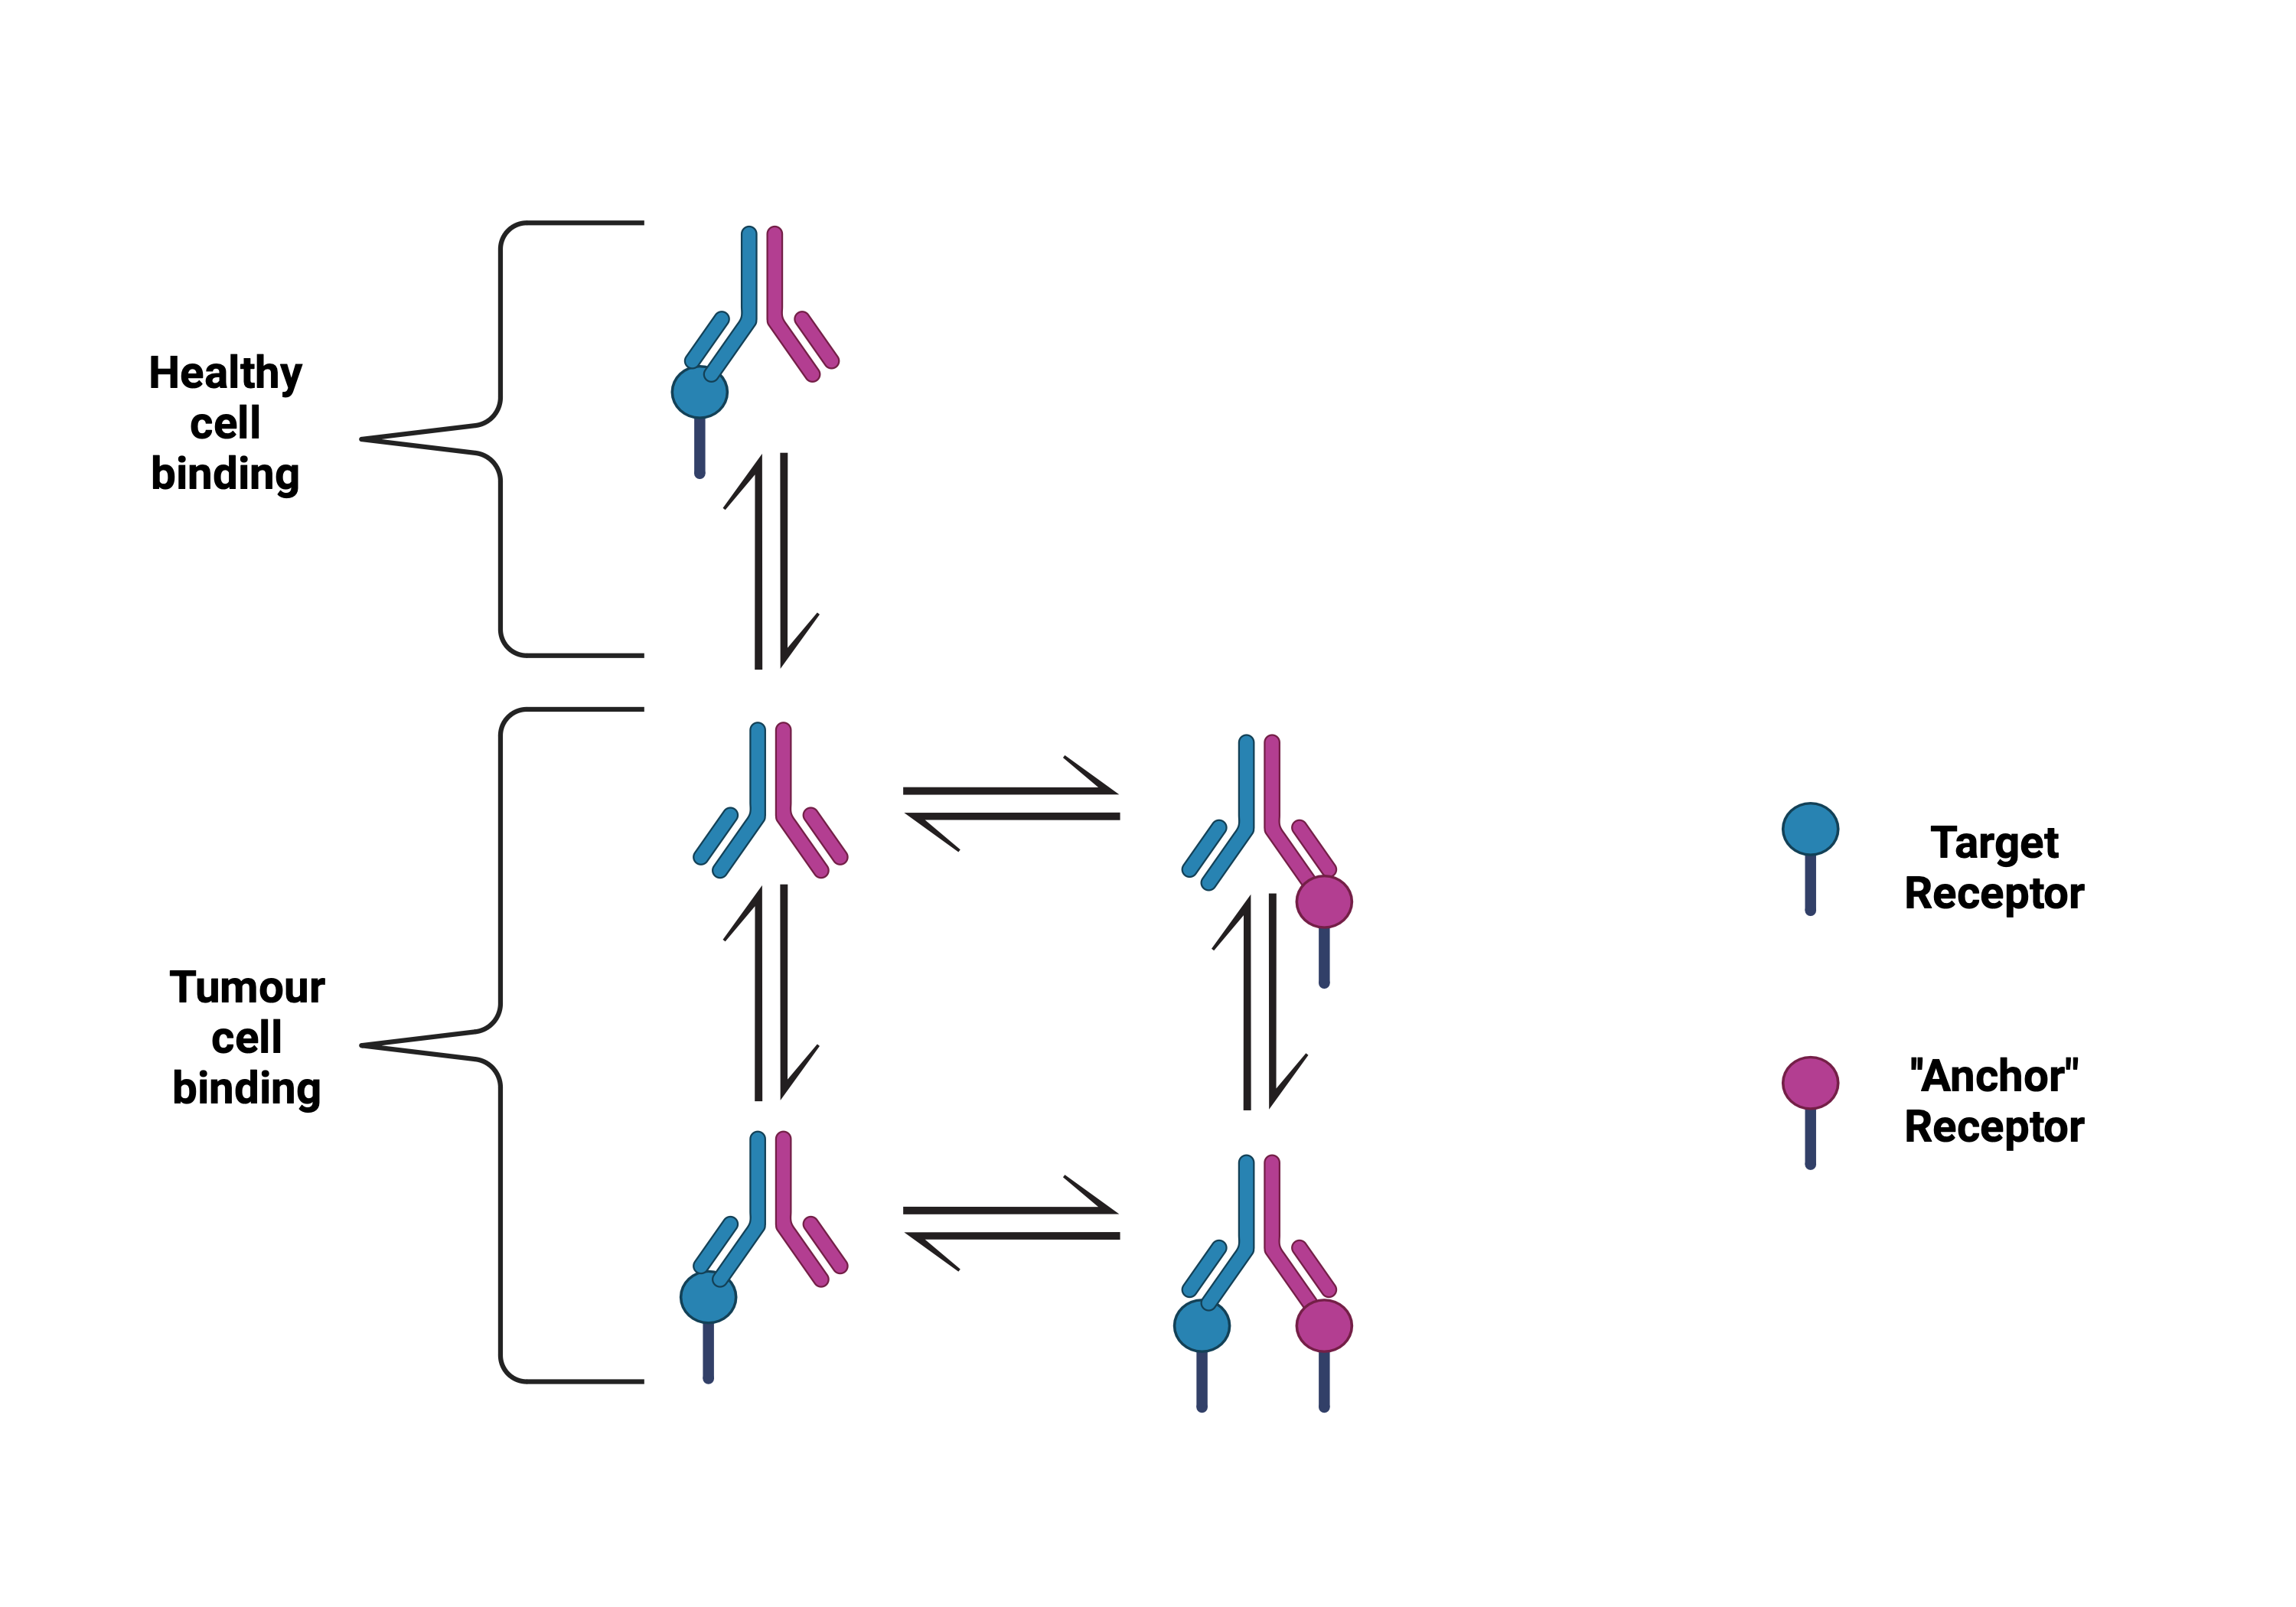 Healthy
cell
binding
Tumour
cell
binding
Target
Receptor
"Anchor"
Receptor